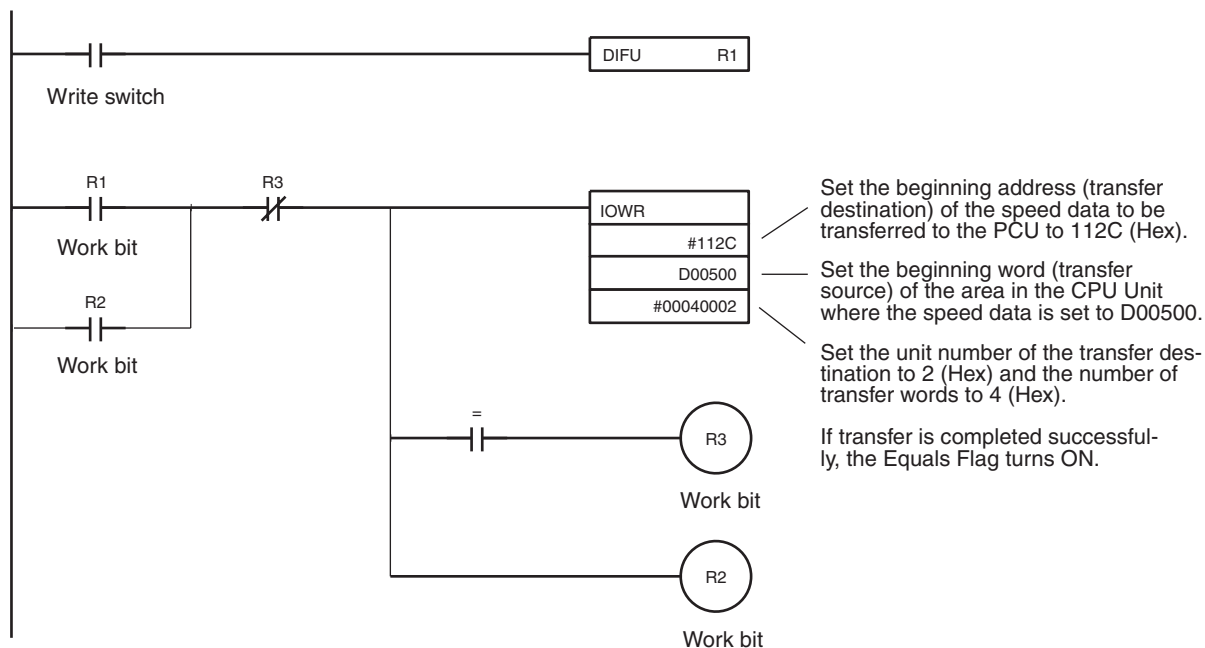 DIFU R1
Write switch
R1
R3
Work bit
R2
Work bit
IOWR
#112C
D00500
#00040002
Set the beginning address (transfer
destination) of the speed data to be
transferred to the PCU to 112C (Hex).
Set the beginning word (transfer
source) of the area in the CPU Unit
where the speed data is set to D00500.
Set the unit number of the transfer des-
tination to 2 (Hex) and the number of
transfer words to 4 (Hex).
If transfer is completed successful-
ly, the Equals Flag turns ON.
=
R3
Work bit
R2
Work bit